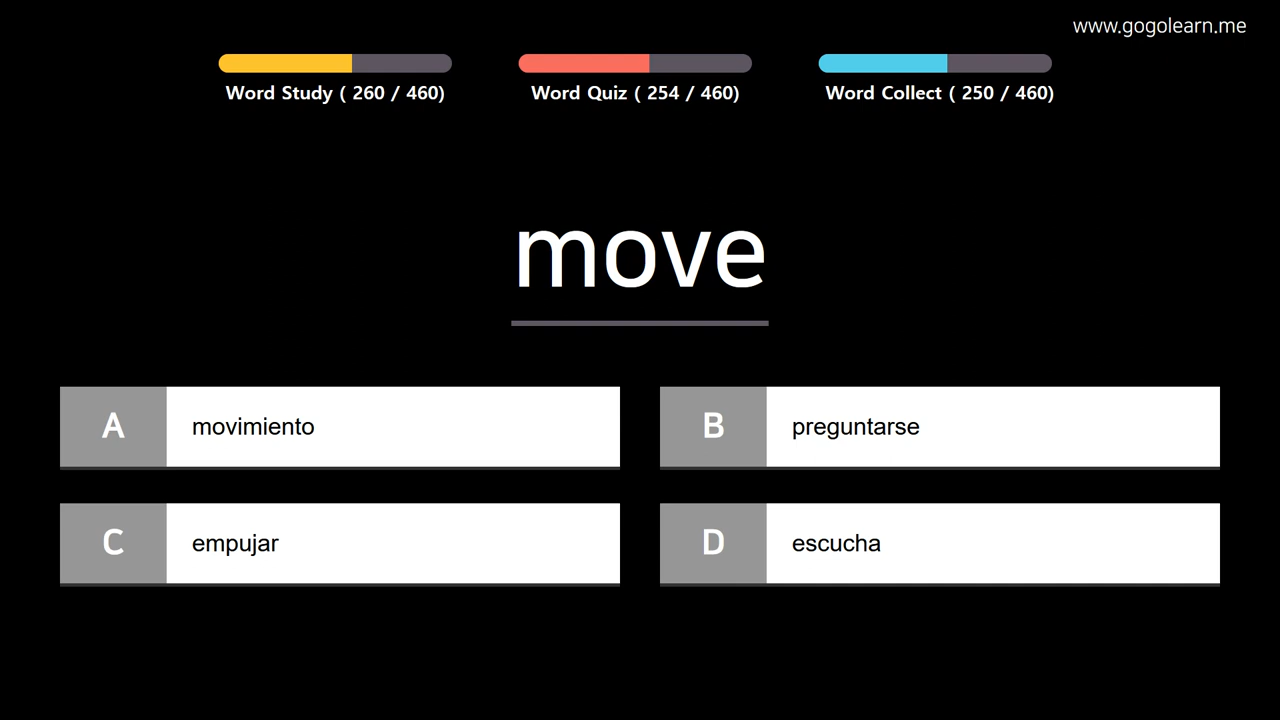 www.gogolearn.me
Word Study ( 260 / 460)
Word Quiz ( 254 / 460)
Word Collect ( 250 / 460)
move
A movimiento
B preguntarse
C empujar
D escucha